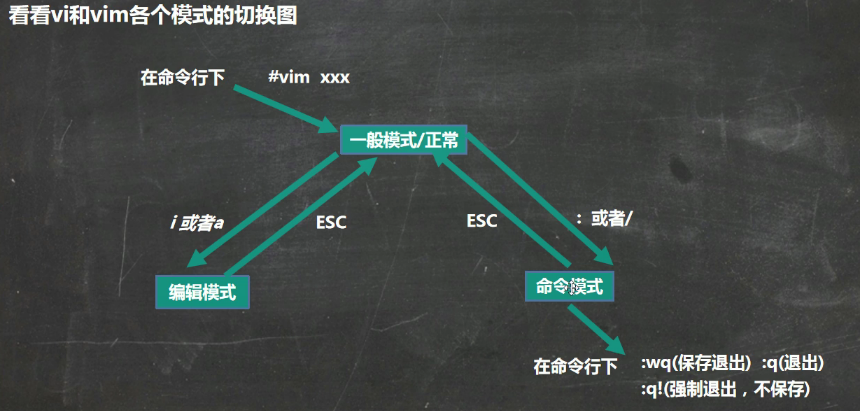 看看vi和vim各个模式的切换图
在命令行下 #vim xxx
一般模式/正常
i 或者a
ESC
ESC
: 或者/
编辑模式
命令模式
在命令行下
:wq(保存退出) :q(退出)
:q!(强制退出，不保存)